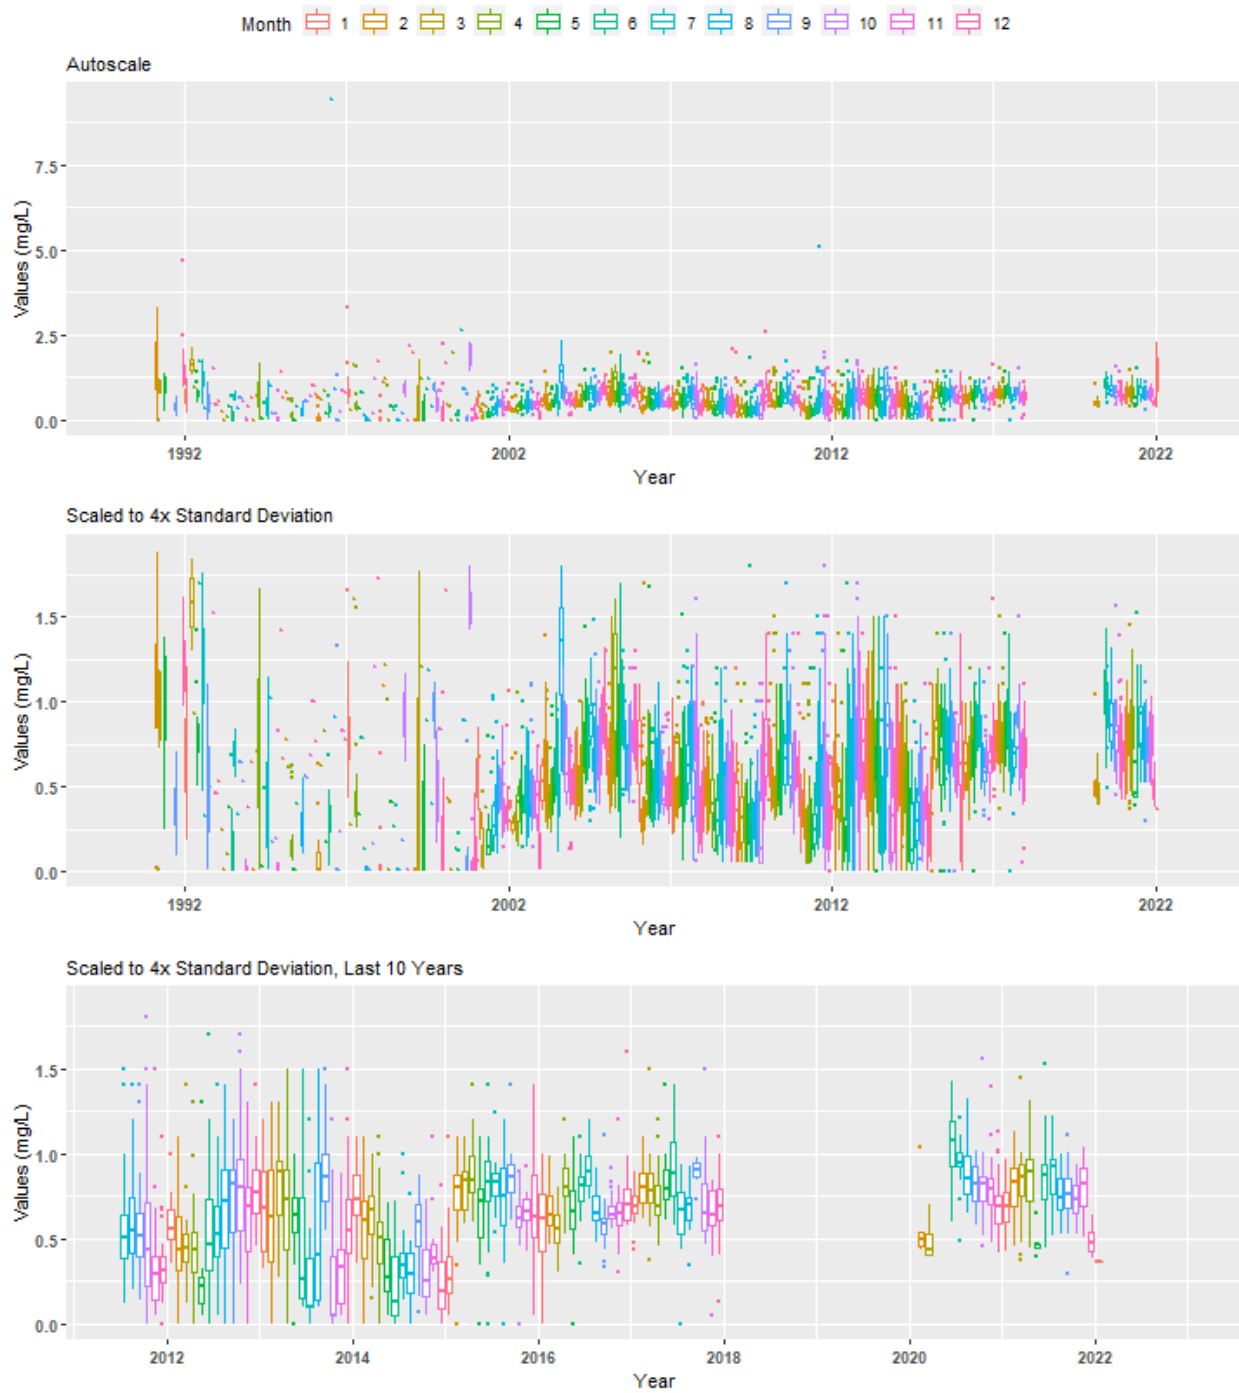 Month 1 2 3 4 5 6 7 8 9 10 11 12
Autoscale
Values (mg/L)
7.5
5.0
2.5
0.0
1992 2002 2012 2022
Year
Scaled to 4x Standard Deviation
Values (mg/L)
1.5
1.0
0.5
0.0
1992 2002 2012 2022
Year
Scaled to 4x Standard Deviation, Last 10 Years
Values (mg/L)
1.5
1.0
0.5
0.0
2012 2014 2016 2018 2020 2022
Year